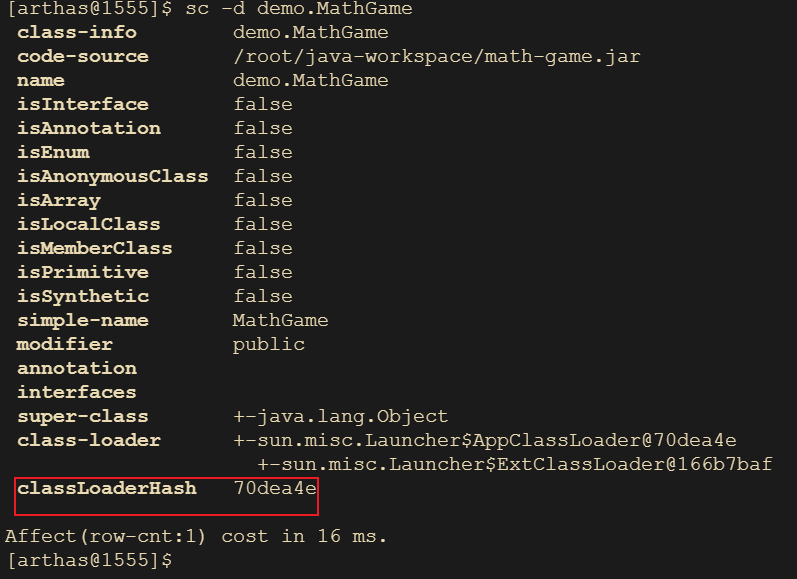 [arthas@1555]$ sc -d demo.MathGame
class-info demo.MathGame
code-source /root/java-workspace/math-game.jar
name demo.MathGame
isInterface false
isAnnotation false
isEnum false
isAnonymousClass false
isArray false
isLocalClass false
isMemberClass false
isPrimitive false
isSynthetic false
simple-name MathGame
modifier public
annotation
interfaces
super-class +-java.lang.Object
class-loader +-sun.misc.Launcher$AppClassLoader@70dea4e
+-sun.misc.Launcher$ExtClassLoader@166b7baf
classLoaderHash 70dea4e
Affect(row-cnt:1) cost in 16 ms.
[arthas@1555]$